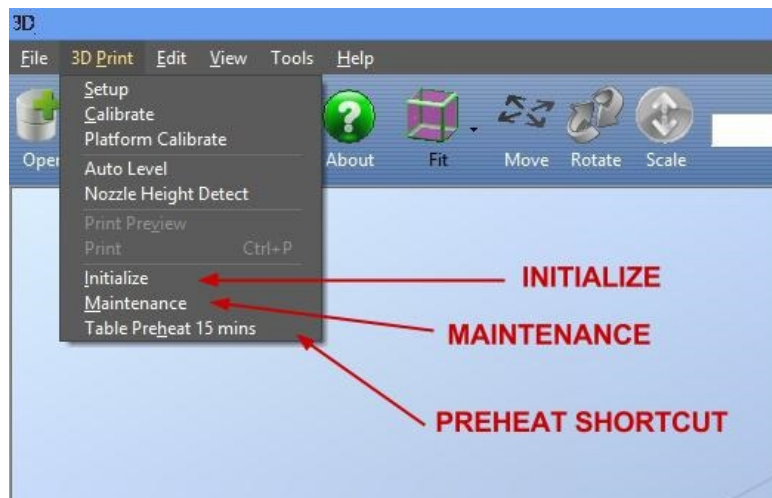 3D
File 3D Print Edit View Tools Help
Setup
Calibrate
Platform Calibrate
Auto Level
Nozzle Height Detect
Print Preview
Print Ctrl+P
Initialize
Maintenance
Table Preheat 15 mins
About Fit Move Rotate Scale
INITIALIZE
MAINTENANCE
PREHEAT SHORTCUT